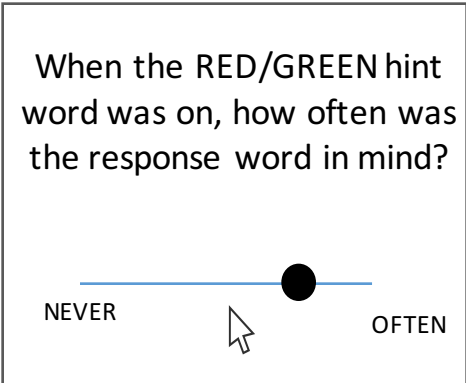 When the RED/GREEN hint
word was on, how often was
the response word in mind?
NEVER
OFTEN